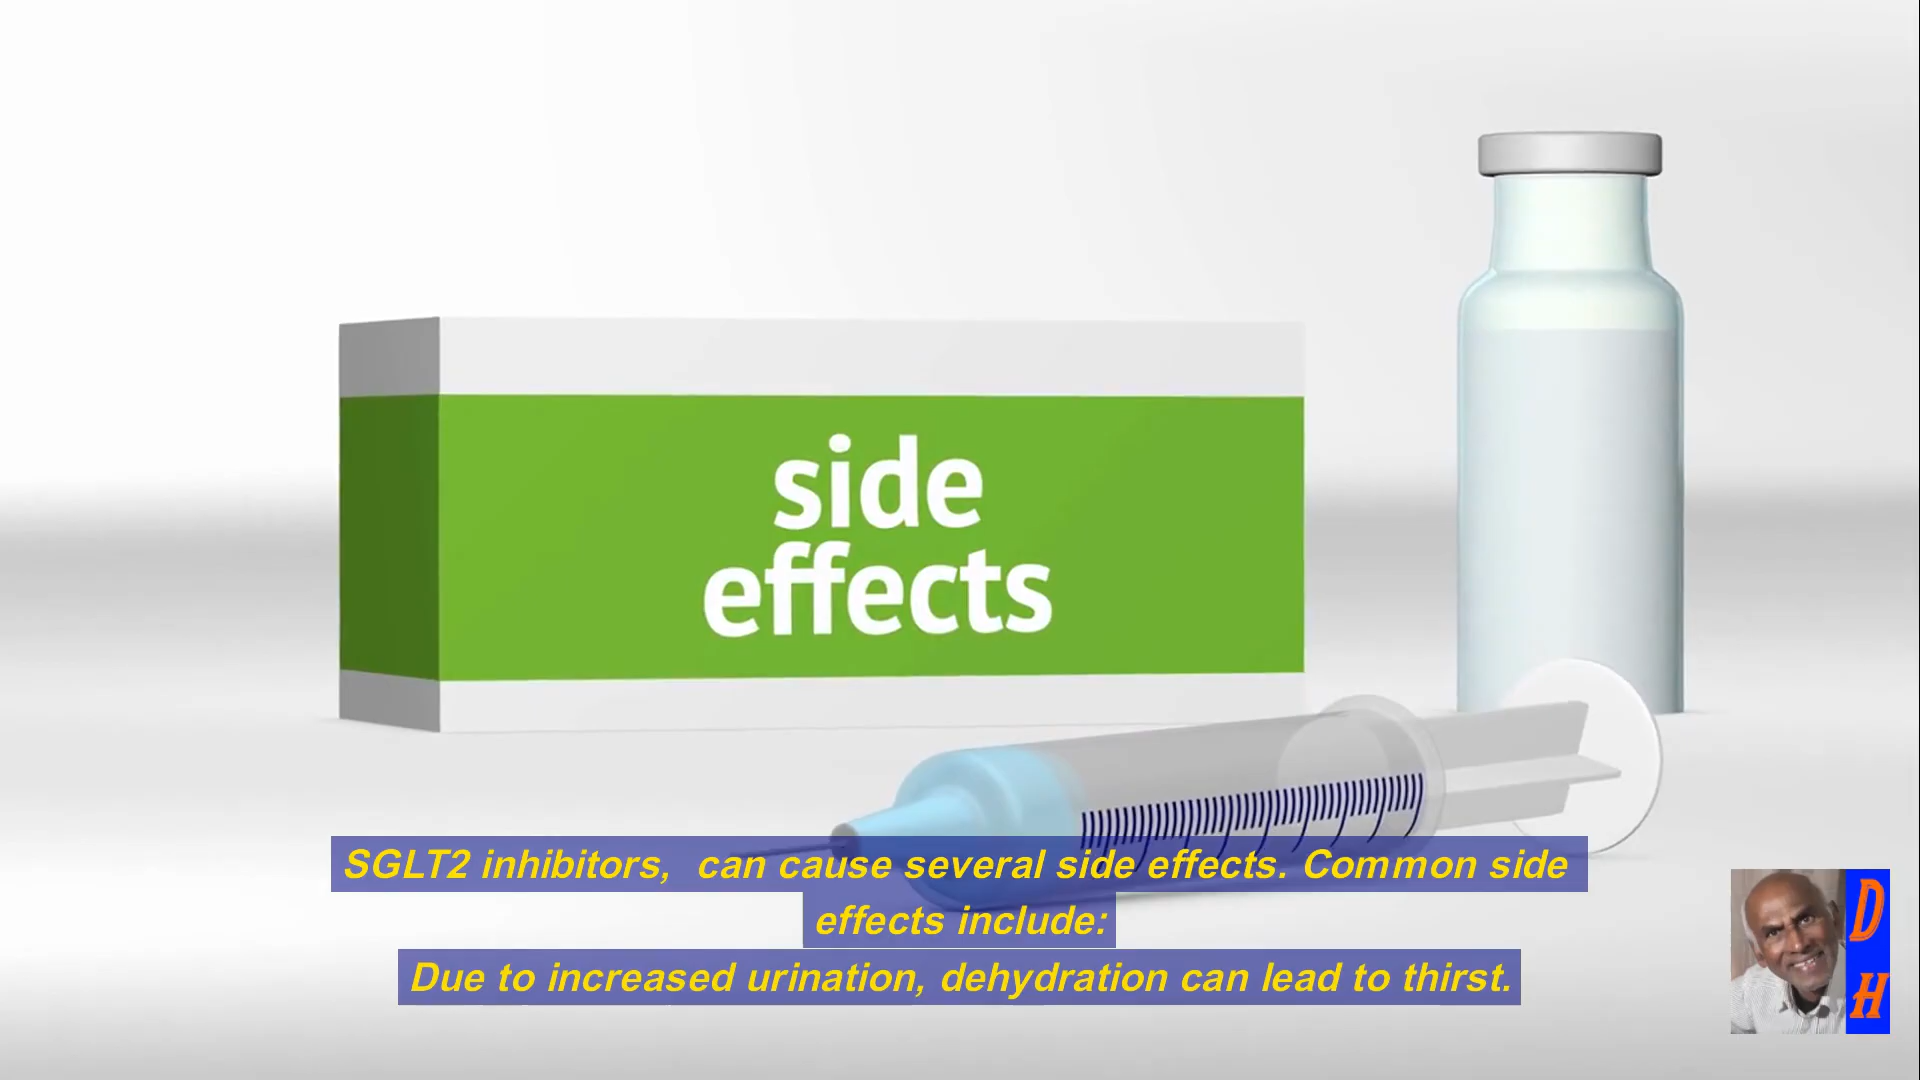 side
effects
SGLT2 inhibitors,  can cause several side effects. Common side
effects include:
Due to increased urination, dehydration can lead to thirst.
D
H